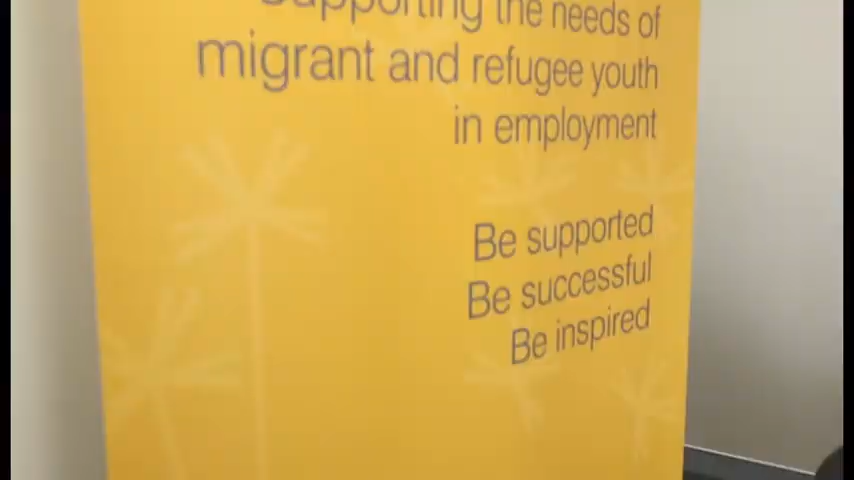 Supporting the needs of
migrant and refugee youth
in employment
Be supported
Be successful
Be inspired